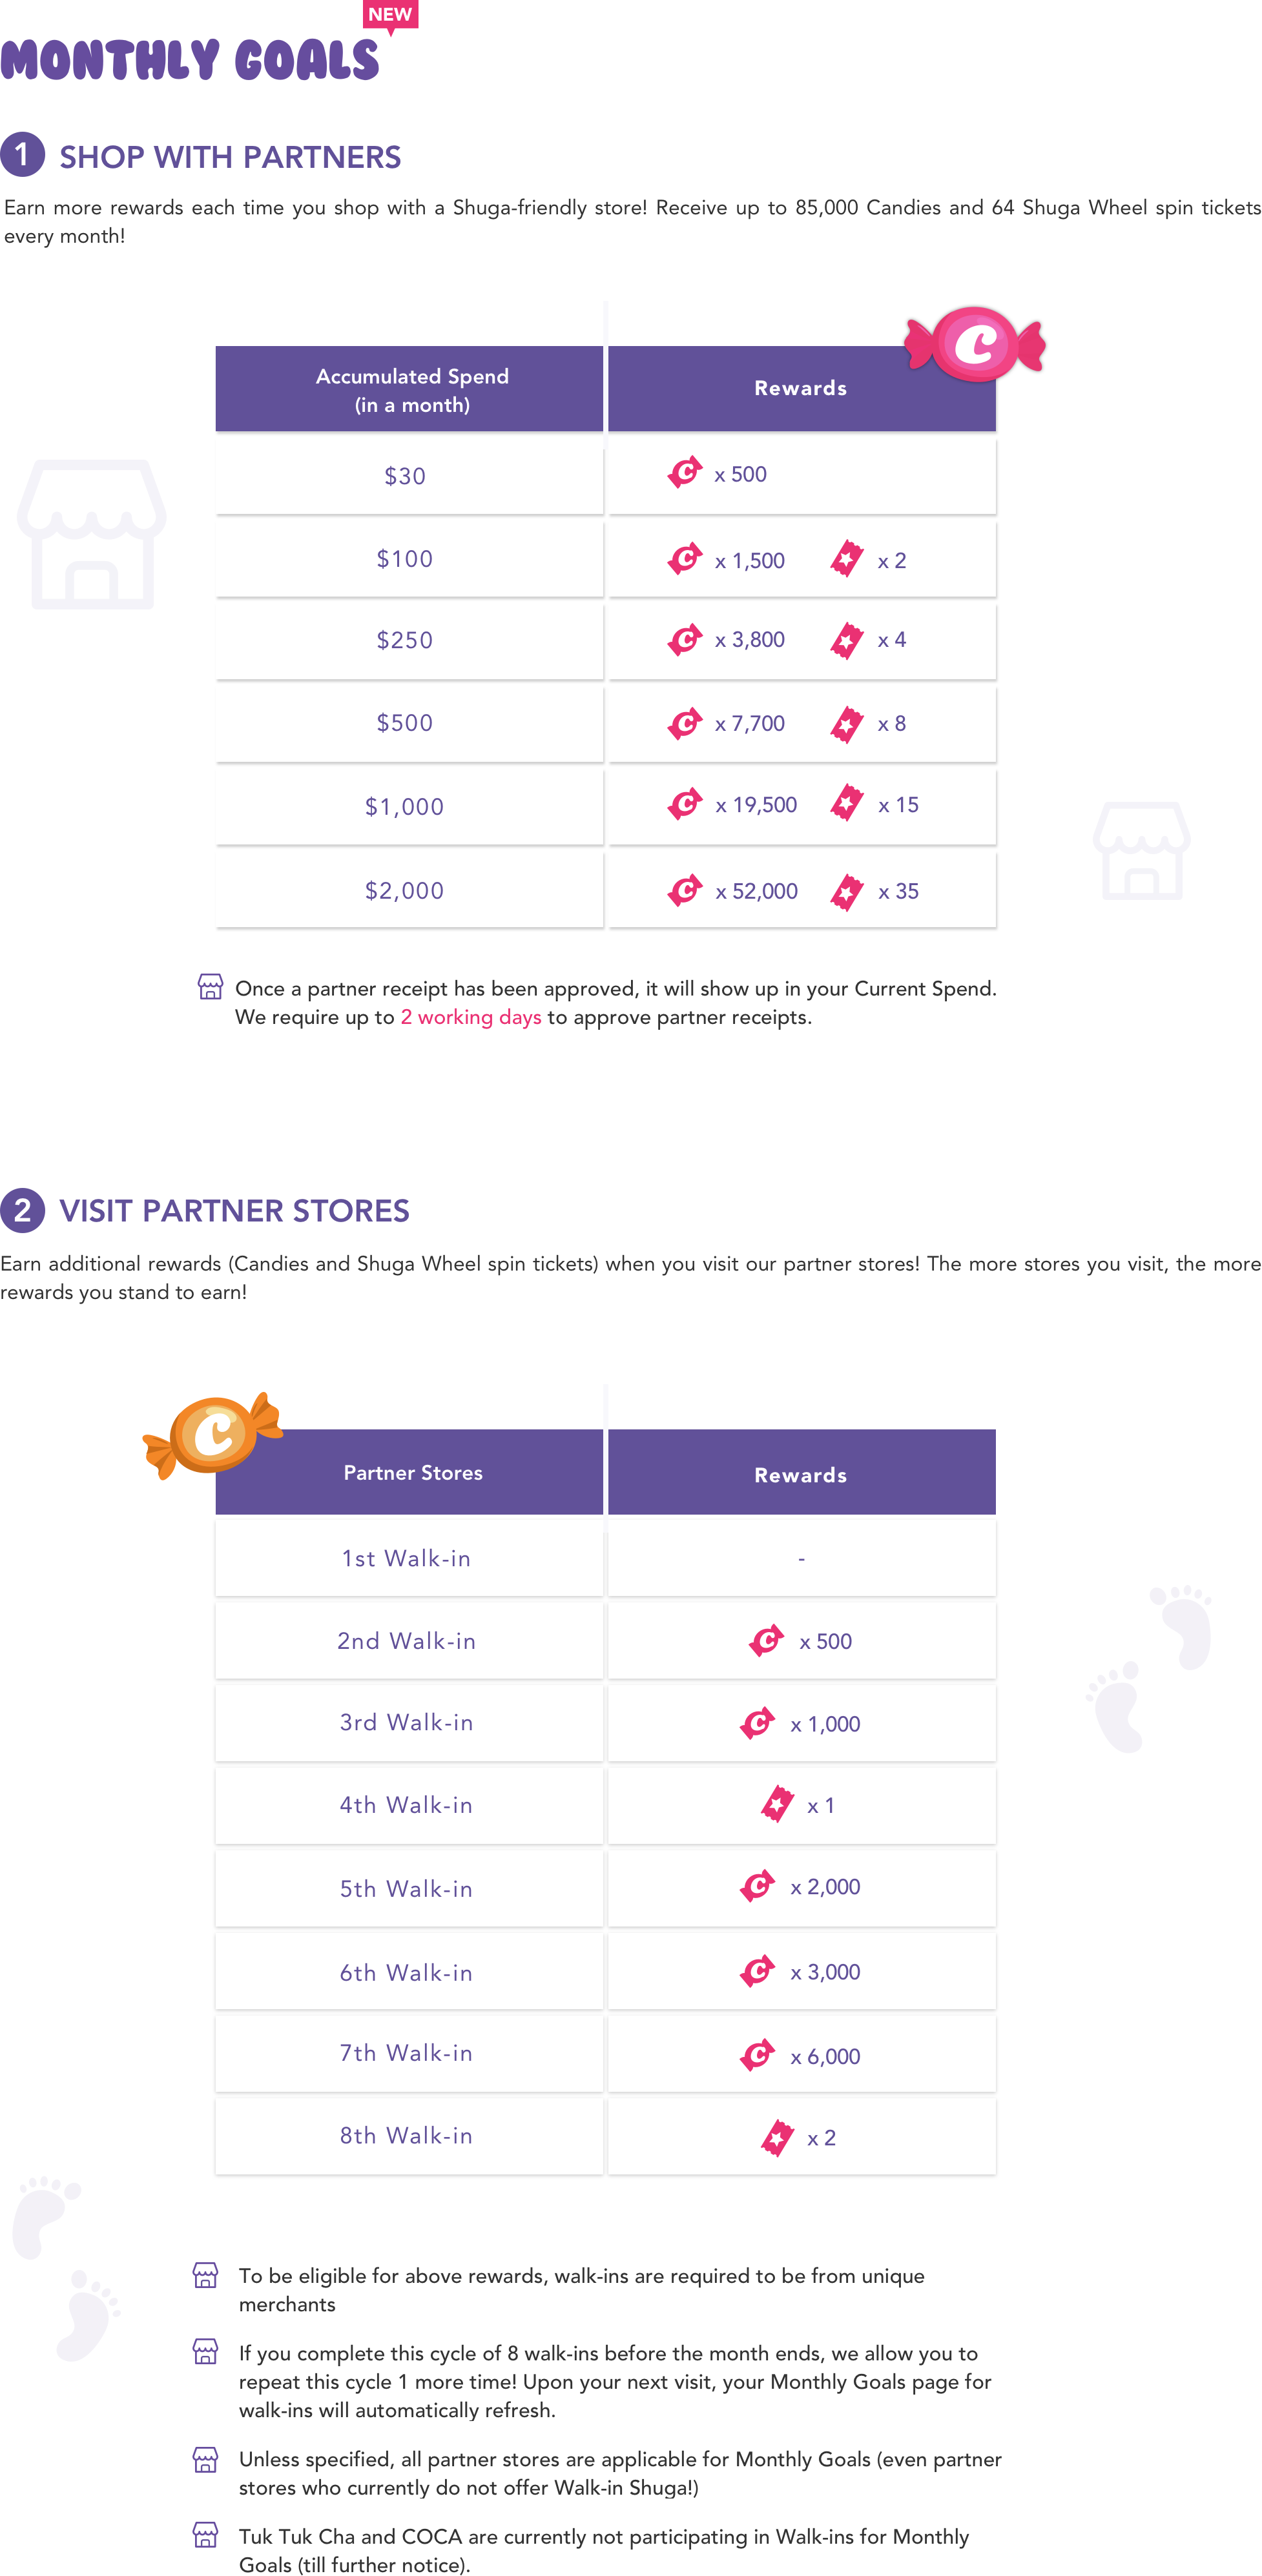 NEW
MONTHLY GOALS
1 SHOP WITH PARTNERS
Earn more rewards each time you shop with a Shuga-friendly store! Receive up to 85,000 Candies and 64 Shuga Wheel spin tickets
every month!
C
Accumulated Spend
(in a month)
Rewards
$30
C x 500
$100
C x 1,500 x 2
$250
C x 3,800 x 4
$500
C x 7,700 x 8
$1,000
C x 19,500 x 15
$2,000
C x 52,000 x 35
Once a partner receipt has been approved, it will show up in your Current Spend.
We require up to 2 working days to approve partner receipts.
2 VISIT PARTNER STORES
Earn additional rewards (Candies and Shuga Wheel spin tickets) when you visit our partner stores! The more stores you visit, the more
rewards you stand to earn!
C
Partner Stores
Rewards
1st Walk-in
-
2nd Walk-in
C x 500
3rd Walk-in
C x 1,000
4th Walk-in
x 1
5th Walk-in
C x 2,000
6th Walk-in
C x 3,000
7th Walk-in
C x 6,000
8th Walk-in
x 2
To be eligible for above rewards, walk-ins are required to be from unique
merchants
If you complete this cycle of 8 walk-ins before the month ends, we allow you to
repeat this cycle 1 more time! Upon your next visit, your Monthly Goals page for
walk-ins will automatically refresh.
Unless specified, all partner stores are applicable for Monthly Goals (even partner
stores who currently do not offer Walk-in Shuga!)
Tuk Tuk Cha and COCA are currently not participating in Walk-ins for Monthly
Goals (till further notice).